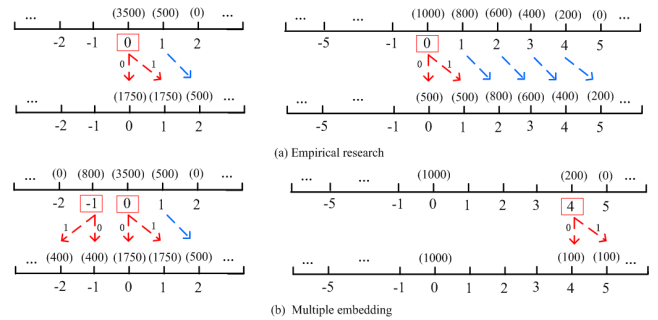 (3500) (500) (0) ...
-2 -1 0 1 2
0 1
... (1750) (1750) (500) ...
-2 -1 0 1 2
... ... (1000) (800) (600) (400) (200) (0) ...
-5 -1 0 1 2 3 4 5
0 1
... ... (500) (500) (800) (600) (400) (200) ...
-5 -1 0 1 2 3 4 5
(a) Empirical research
... (0) (800) (3500) (500) (0) ...
-2 -1 0 1 2
1 0 0 1
... (400) (400) (1750) (1750) (500) ...
-2 -1 0 1 2
... (1000) (200) (0) ...
-5 -1 0 1 2 3 4 5
0 1
... ... (1000) (100) (100) ...
-5 -1 0 1 2 3 4 5
(b) Multiple embedding